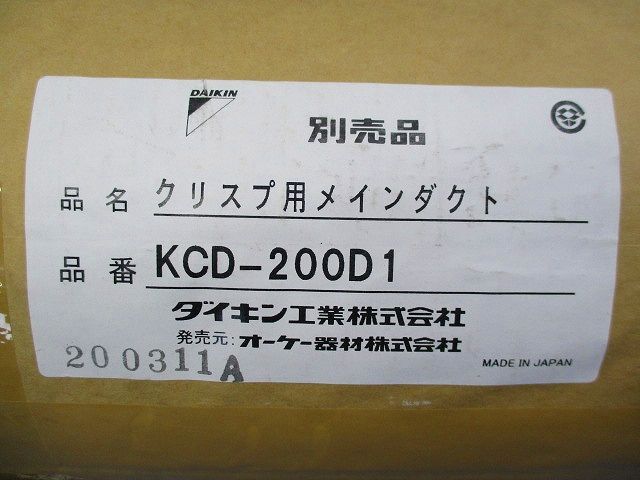 DAIKIN
別売品
品名 クリスプ用メインダクト
品番 KCD-200D1
ダイキン工業株式会社
発売元:オーケー器材株式会社
200311A
MADE IN JAPAN